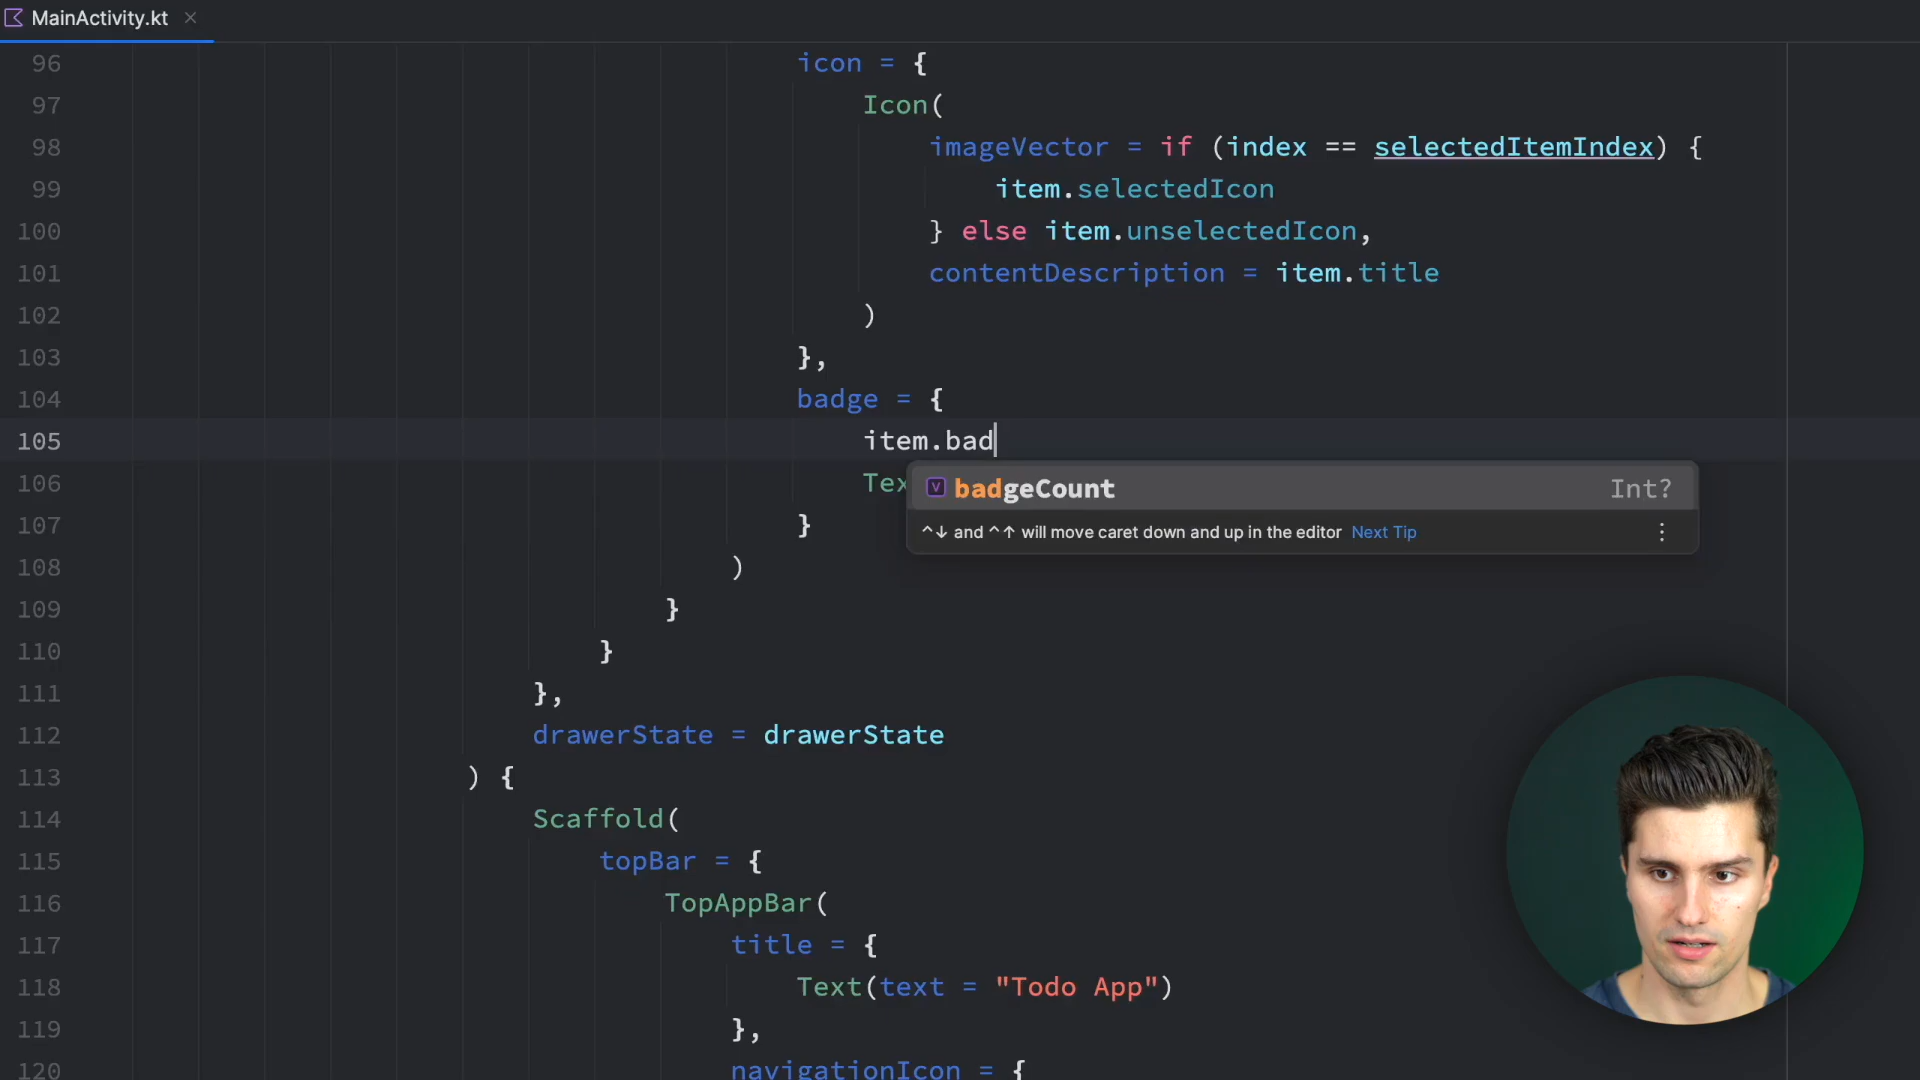 MainActivity.kt
96 icon = {
97 Icon(
98 imageVector = if (index == selectedItemIndex) {
99 item.selectedIcon
100 } else item.unselectedIcon,
101 contentDescription = item.title
102 )
103 },
104 badge = {
105 item.bad
106 Tex
badgeCount Int?
^↓ and ^↑ will move caret down and up in the editor Next Tip
107 }
108 )
109 }
110 }
111 },
112 drawerState = drawerState
113 ) {
114 Scaffold(
115 topBar = {
116 TopAppBar(
117 title = {
118 Text(text = "Todo App")
119 },
120 navigationIcon = {